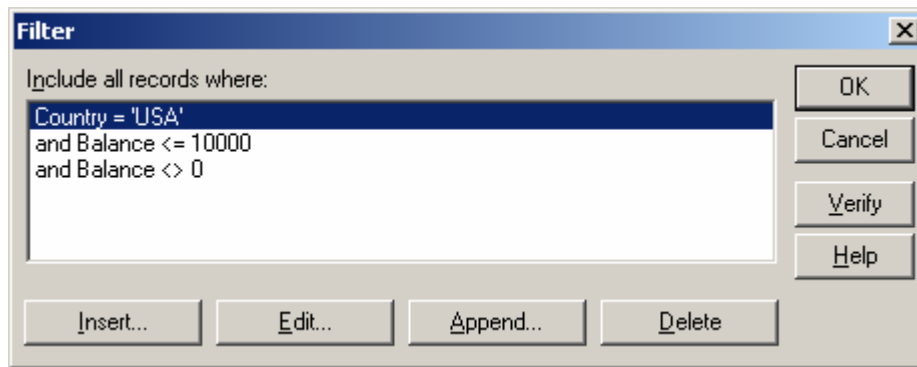 Filter
Include all records where:
Country = 'USA'
and Balance <= 10000
and Balance <> 0
OK
Cancel
Verify
Help
Insert...
Edit...
Append...
Delete